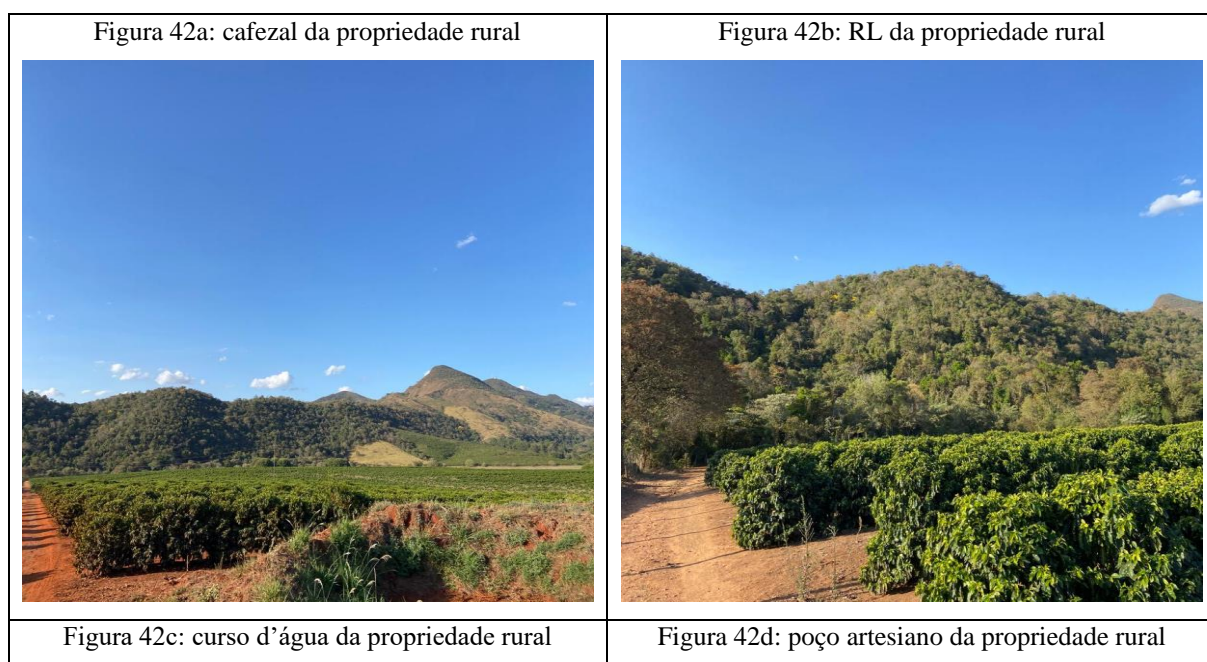 Figura 42a: cafezal da propriedade rural
Figura 42b: RL da propriedade rural
Figura 42c: curso d’água da propriedade rural
Figura 42d: poço artesiano da propriedade rural